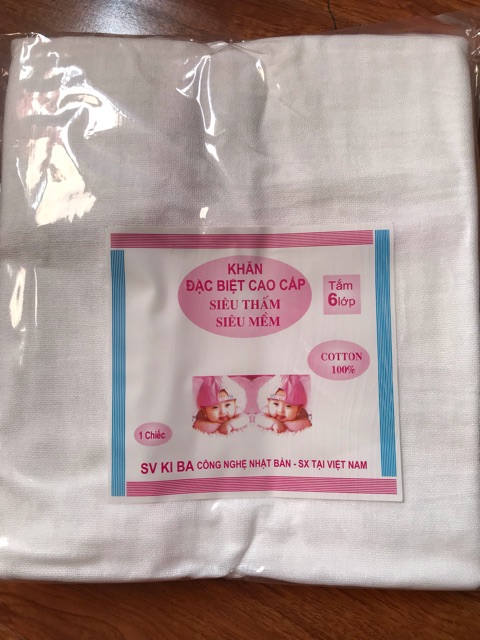 KHĂN
ĐẶC BIỆT CAO CẤP
SIÊU THẤM
SIÊU MỀM
Tắm
6 lớp
COTTON
100%
1 Chiếc
SV KI BA CÔNG NGHỆ NHẬT BẢN - SX TẠI VIỆT NAM